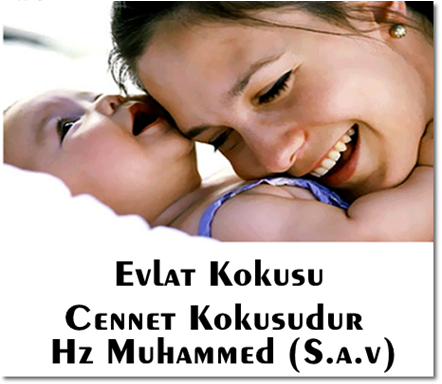 Evlat Kokusu
Cennet Kokusudur
Hz Muhammed (S.a.v)